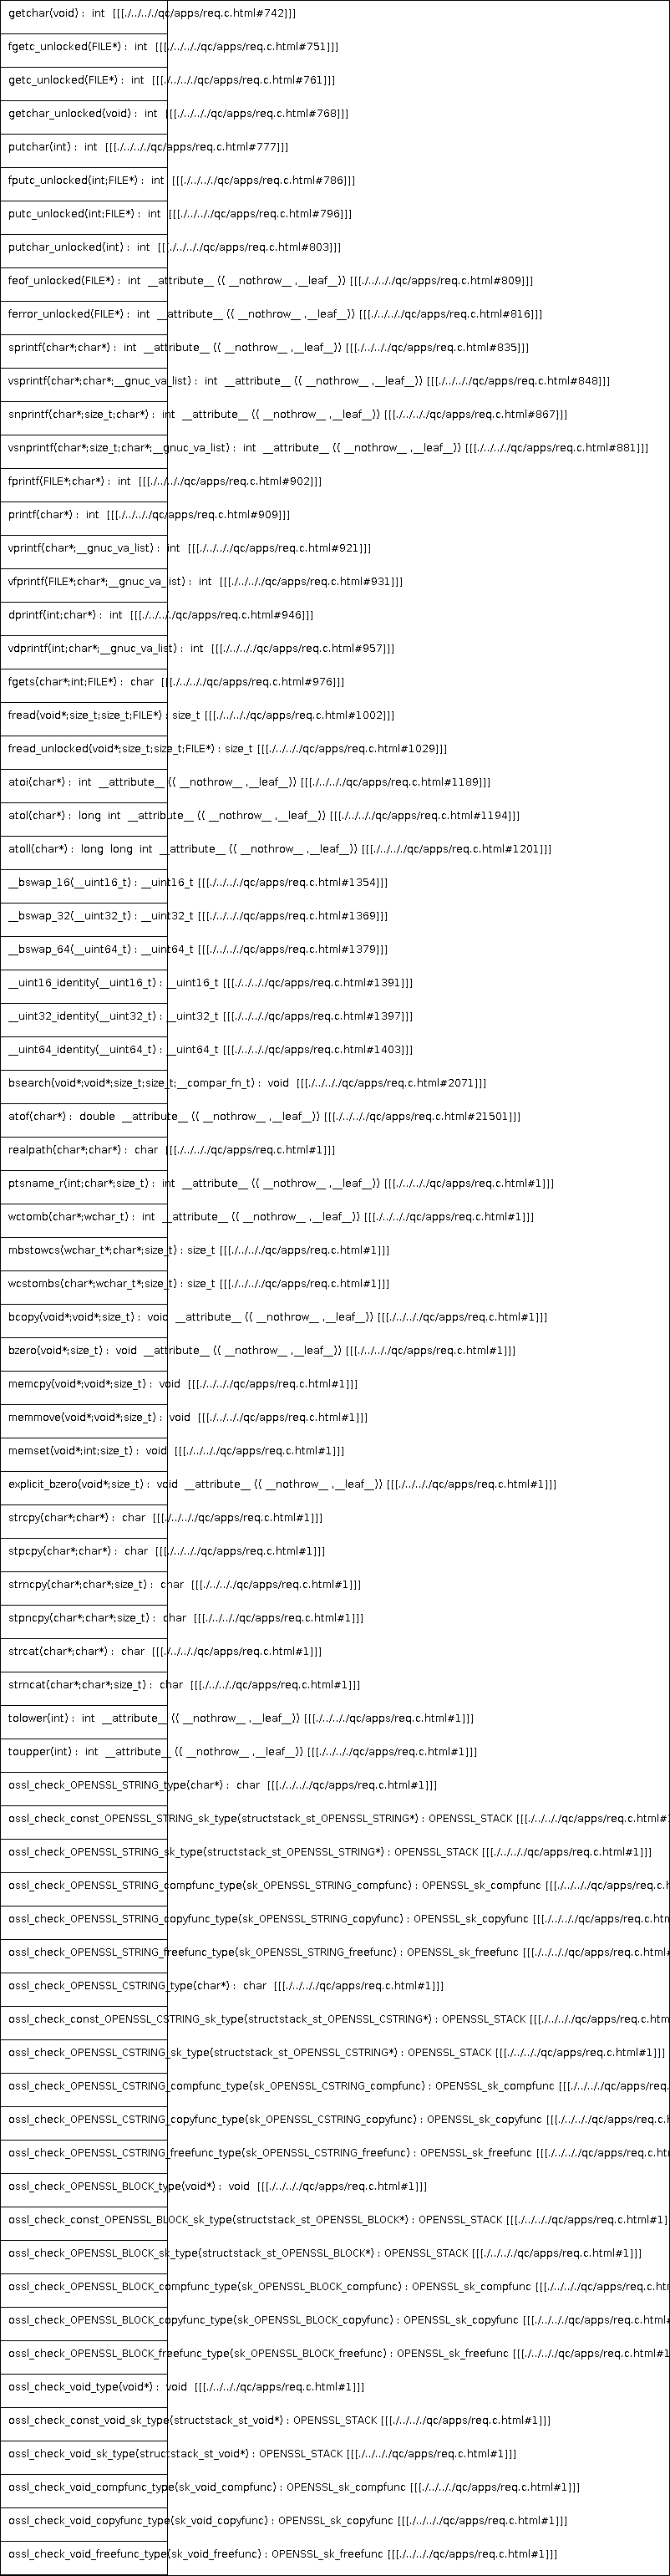 getchar(void) : int [[[./../../../qc/apps/req.c.html#742]]]
fgetc_unlocked(FILE*) : int [[[./../../../qc/apps/req.c.html#751]]]
getc_unlocked(FILE*) : int [[[./../../../qc/apps/req.c.html#761]]]
getchar_unlocked(void) : int [[[./../../../qc/apps/req.c.html#768]]]
putchar(int) : int [[[./../../../qc/apps/req.c.html#777]]]
fputc_unlocked(int;FILE*) : int [[[./../../../qc/apps/req.c.html#786]]]
putc_unlocked(int;FILE*) : int [[[./../../../qc/apps/req.c.html#796]]]
putchar_unlocked(int) : int [[[./../../../qc/apps/req.c.html#803]]]
feof_unlocked(FILE*) : int __attribute__ (( __nothrow__ ,__leaf__)) [[[./../../../qc/apps/req.c.html#809]]]
ferror_unlocked(FILE*) : int __attribute__ (( __nothrow__ ,__leaf__)) [[[./../../../qc/apps/req.c.html#816]]]
sprintf(char*;char*) : int __attribute__ (( __nothrow__ ,__leaf__)) [[[./../../../qc/apps/req.c.html#835]]]
vsprintf(char*;char*;__gnuc_va_list) : int __attribute__ (( __nothrow__ ,__leaf__)) [[[./../../../qc/apps/req.c.html#848]]]
snprintf(char*;size_t;char*) : int __attribute__ (( __nothrow__ ,__leaf__)) [[[./../../../qc/apps/req.c.html#867]]]
vsnprintf(char*;size_t;char*;__gnuc_va_list) : int __attribute__ (( __nothrow__ ,__leaf__)) [[[./../../../qc/apps/req.c.html#881]]]
fprintf(FILE*;char*) : int [[[./../../../qc/apps/req.c.html#902]]]
printf(char*) : int [[[./../../../qc/apps/req.c.html#909]]]
vprintf(char*;__gnuc_va_list) : int [[[./../../../qc/apps/req.c.html#921]]]
vfprintf(FILE*;char*;__gnuc_va_list) : int [[[./../../../qc/apps/req.c.html#931]]]
dprintf(int;char*) : int [[[./../../../qc/apps/req.c.html#946]]]
vdprintf(int;char*;__gnuc_va_list) : int [[[./../../../qc/apps/req.c.html#957]]]
fgets(char*;int;FILE*) : char [[[./../../../qc/apps/req.c.html#976]]]
fread(void*;size_t;size_t;FILE*) : size_t [[[./../../../qc/apps/req.c.html#1002]]]
fread_unlocked(void*;size_t;size_t;FILE*) : size_t [[[./../../../qc/apps/req.c.html#1029]]]
atoi(char*) : int __attribute__ (( __nothrow__ ,__leaf__)) [[[./../../../qc/apps/req.c.html#1189]]]
atol(char*) : long int __attribute__ (( __nothrow__ ,__leaf__)) [[[./../../../qc/apps/req.c.html#1194]]]
atoll(char*) : long long int __attribute__ (( __nothrow__ ,__leaf__)) [[[./../../../qc/apps/req.c.html#1201]]]
__bswap_16(__uint16_t) : __uint16_t [[[./../../../qc/apps/req.c.html#1354]]]
__bswap_32(__uint32_t) : __uint32_t [[[./../../../qc/apps/req.c.html#1369]]]
__bswap_64(__uint64_t) : __uint64_t [[[./../../../qc/apps/req.c.html#1379]]]
__uint16_identity(__uint16_t) : __uint16_t [[[./../../../qc/apps/req.c.html#1391]]]
__uint32_identity(__uint32_t) : __uint32_t [[[./../../../qc/apps/req.c.html#1397]]]
__uint64_identity(__uint64_t) : __uint64_t [[[./../../../qc/apps/req.c.html#1403]]]
bsearch(void*;void*;size_t;size_t;__compar_fn_t) : void [[[./../../../qc/apps/req.c.html#2071]]]
atof(char*) : double __attribute__ (( __nothrow__ ,__leaf__)) [[[./../../../qc/apps/req.c.html#21501]]]
realpath(char*;char*) : char [[[./../../../qc/apps/req.c.html#1]]]
ptsname_r(int;char*;size_t) : int __attribute__ (( __nothrow__ ,__leaf__)) [[[./../../../qc/apps/req.c.html#1]]]
wctomb(char*;wchar_t) : int __attribute__ (( __nothrow__ ,__leaf__)) [[[./../../../qc/apps/req.c.html#1]]]
mbstowcs(wchar_t*;char*;size_t) : size_t [[[./../../../qc/apps/req.c.html#1]]]
wcstombs(char*;wchar_t*;size_t) : size_t [[[./../../../qc/apps/req.c.html#1]]]
bcopy(void*;void*;size_t) : void __attribute__ (( __nothrow__ ,__leaf__)) [[[./../../../qc/apps/req.c.html#1]]]
bzero(void*;size_t) : void __attribute__ (( __nothrow__ ,__leaf__)) [[[./../../../qc/apps/req.c.html#1]]]
memcpy(void*;void*;size_t) : void [[[./../../../qc/apps/req.c.html#1]]]
memmove(void*;void*;size_t) : void [[[./../../../qc/apps/req.c.html#1]]]
memset(void*;int;size_t) : void [[[./../../../qc/apps/req.c.html#1]]]
explicit_bzero(void*;size_t) : void __attribute__ (( __nothrow__ ,__leaf__)) [[[./../../../qc/apps/req.c.html#1]]]
strcpy(char*;char*) : char [[[./../../../qc/apps/req.c.html#1]]]
stpcpy(char*;char*) : char [[[./../../../qc/apps/req.c.html#1]]]
strncpy(char*;char*;size_t) : char [[[./../../../qc/apps/req.c.html#1]]]
stpncpy(char*;char*;size_t) : char [[[./../../../qc/apps/req.c.html#1]]]
strcat(char*;char*) : char [[[./../../../qc/apps/req.c.html#1]]]
strncat(char*;char*;size_t) : char [[[./../../../qc/apps/req.c.html#1]]]
tolower(int) : int __attribute__ (( __nothrow__ ,__leaf__)) [[[./../../../qc/apps/req.c.html#1]]]
toupper(int) : int __attribute__ (( __nothrow__ ,__leaf__)) [[[./../../../qc/apps/req.c.html#1]]]
ossl_check_OPENSSL_STRING_type(char*) : char [[[./../../../qc/apps/req.c.html#1]]]
ossl_check_const_OPENSSL_STRING_sk_type(structstack_st_OPENSSL_STRING*) : OPENSSL_STACK [[[./../../../qc/apps/req.c.html#1
ossl_check_OPENSSL_STRING_sk_type(structstack_st_OPENSSL_STRING*) : OPENSSL_STACK [[[./../../../qc/apps/req.c.html#1]]]
ossl_check_OPENSSL_STRING_compfunc_type(sk_OPENSSL_STRING_compfunc) : OPENSSL_sk_compfunc [[[./../../../qc/apps/req.c.h
ossl_check_OPENSSL_STRING_copyfunc_type(sk_OPENSSL_STRING_copyfunc) : OPENSSL_sk_copyfunc [[[./../../../qc/apps/req.c.htm
ossl_check_OPENSSL_STRING_freefunc_type(sk_OPENSSL_STRING_freefunc) : OPENSSL_sk_freefunc [[[./../../../qc/apps/req.c.html#
ossl_check_OPENSSL_CSTRING_type(char*) : char [[[./../../../qc/apps/req.c.html#1]]]
ossl_check_const_OPENSSL_CSTRING_sk_type(structstack_st_OPENSSL_CSTRING*) : OPENSSL_STACK [[[./../../../qc/apps/req.c.htm
ossl_check_OPENSSL_CSTRING_sk_type(structstack_st_OPENSSL_CSTRING*) : OPENSSL_STACK [[[./../../../qc/apps/req.c.html#1]]]
ossl_check_OPENSSL_CSTRING_compfunc_type(sk_OPENSSL_CSTRING_compfunc) : OPENSSL_sk_compfunc [[[./../../../qc/apps/req.
ossl_check_OPENSSL_CSTRING_copyfunc_type(sk_OPENSSL_CSTRING_copyfunc) : OPENSSL_sk_copyfunc [[[./../../../qc/apps/req.c.h
ossl_check_OPENSSL_CSTRING_freefunc_type(sk_OPENSSL_CSTRING_freefunc) : OPENSSL_sk_freefunc [[[./../../../qc/apps/req.c.htm
ossl_check_OPENSSL_BLOCK_type(void*) : void [[[./../../../qc/apps/req.c.html#1]]]
ossl_check_const_OPENSSL_BLOCK_sk_type(structstack_st_OPENSSL_BLOCK*) : OPENSSL_STACK [[[./../../../qc/apps/req.c.html#1]
ossl_check_OPENSSL_BLOCK_sk_type(structstack_st_OPENSSL_BLOCK*) : OPENSSL_STACK [[[./../../../qc/apps/req.c.html#1]]]
ossl_check_OPENSSL_BLOCK_compfunc_type(sk_OPENSSL_BLOCK_compfunc) : OPENSSL_sk_compfunc [[[./../../../qc/apps/req.c.htm
ossl_check_OPENSSL_BLOCK_copyfunc_type(sk_OPENSSL_BLOCK_copyfunc) : OPENSSL_sk_copyfunc [[[./../../../qc/apps/req.c.html#
ossl_check_OPENSSL_BLOCK_freefunc_type(sk_OPENSSL_BLOCK_freefunc) : OPENSSL_sk_freefunc [[[./../../../qc/apps/req.c.html#1
ossl_check_void_type(void*) : void [[[./../../../qc/apps/req.c.html#1]]]
ossl_check_const_void_sk_type(structstack_st_void*) : OPENSSL_STACK [[[./../../../qc/apps/req.c.html#1]]]
ossl_check_void_sk_type(structstack_st_void*) : OPENSSL_STACK [[[./../../../qc/apps/req.c.html#1]]]
ossl_check_void_compfunc_type(sk_void_compfunc) : OPENSSL_sk_compfunc [[[./../../../qc/apps/req.c.html#1]]]
ossl_check_void_copyfunc_type(sk_void_copyfunc) : OPENSSL_sk_copyfunc [[[./../../../qc/apps/req.c.html#1]]]
ossl_check_void_freefunc_type(sk_void_freefunc) : OPENSSL_sk_freefunc [[[./../../../qc/apps/req.c.html#1]]]